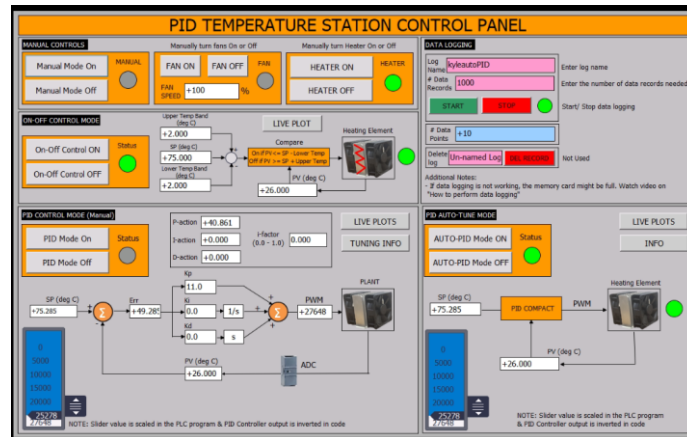 PID TEMPERATURE STATION CONTROL PANEL
MANUAL CONTROLS
Manual Mode On
Manual Mode Off
MANUAL
Manually turn fans On or Off
FAN ON
FAN OFF
FAN
FAN
SPEED
+100
%
Manually turn Heater On or Off
HEATER ON
HEATER OFF
HEATER
DATA LOGGING
Log
Name
kyleautoPID
Enter log name
# Data
Records
1000
Enter the number of data records needed
START
STOP
Start/ Stop data logging
# Data
Points
+10
Delete
log
Un-named Log
DEL RECORD
Not Used
Additional Notes:
- If data logging is not working, the memory card might be full. Watch video on
"How to perform data logging"
ON-OFF CONTROL MODE
On-Off Control ON
On-Off Control OFF
Status
Upper Temp Band
(deg C)
+2.000
SP (deg C)
+75.000
Lower Temp Band
(deg C)
+2.000
LIVE PLOT
Compare
On if PV <= SP - Lower Temp
Off if PV >= SP + Upper Temp
PV (deg C)
+26.000
Heating Element
PID CONTROL MODE (Manual)
PID Mode On
PID Mode Off
Status
P-action
+40.861
I-action
+0.000
D-action
+0.000
I-factor
(0.0 - 1.0)
0.000
LIVE PLOTS
TUNING INFO
SP (deg C)
+75.285
Σ
-
Err
+49.285
Kp
11.0
Ki
0.0
1/s
Kd
0.0
s
+
+
+
Σ
PWM
+27648
PLANT
ADC
PV (deg C)
+26.000
0
5000
10000
15000
20000
25278
27648
NOTE: Slider value is scaled in the PLC program & PID Controller output is inverted in code
PID AUTO-TUNE MODE
AUTO-PID Mode ON
AUTO-PID Mode OFF
Status
LIVE PLOTS
INFO
SP (deg C)
+75.285
PID COMPACT
PWM
Heating Element
PV (deg C)
+26.000
0
5000
10000
15000
20000
25278
27648
NOTE: Slider value is scaled in the PLC
program & PID Controller output is
inverted in code